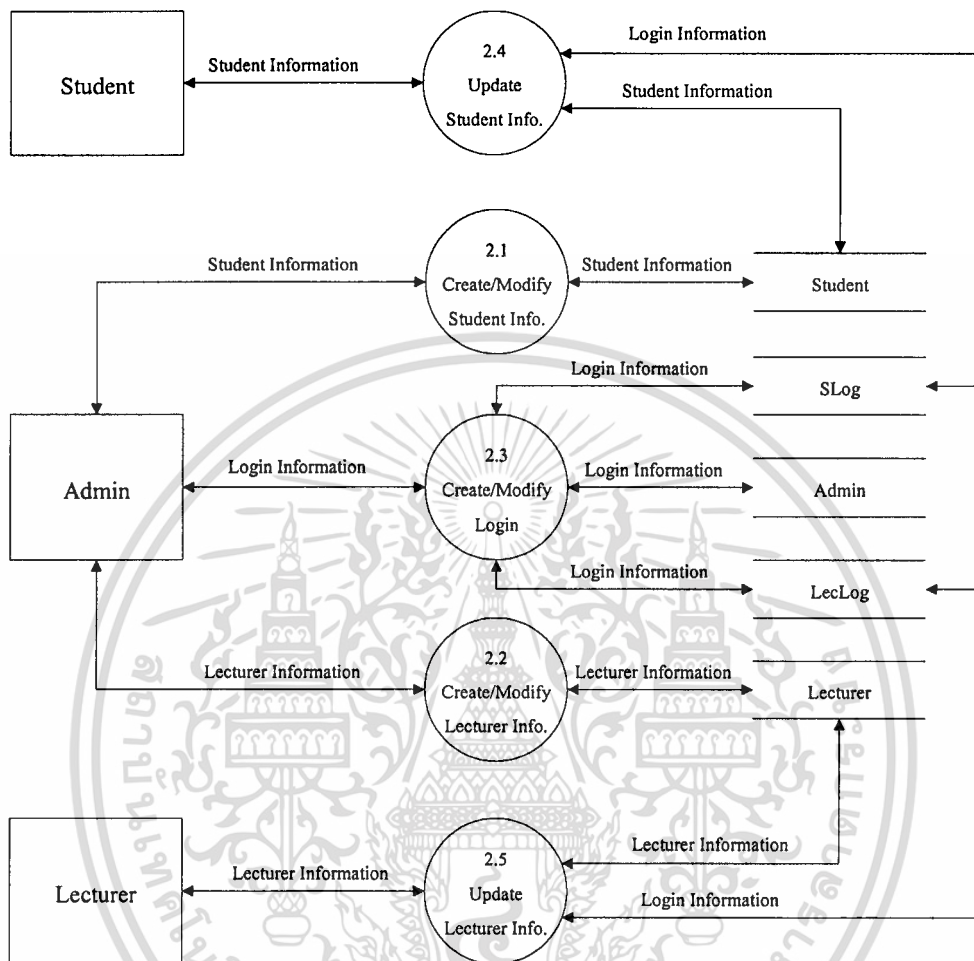 Login Information
2.4
Update
Student Info.
Student Information
Student
Student Information
2.1
Create/Modify
Student Info.
Student Information
Student Information
Student
Login Information
SLog
2.3
Create/Modify
Login
Login Information
Login Information
Admin
Admin
Login Information
LecLog
2.2
Create/Modify
Lecturer Info.
Lecturer Information
Lecturer Information
Lecturer
Lecturer Information
2.5
Update
Lecturer Info.
Lecturer Information
Lecturer
Login Information